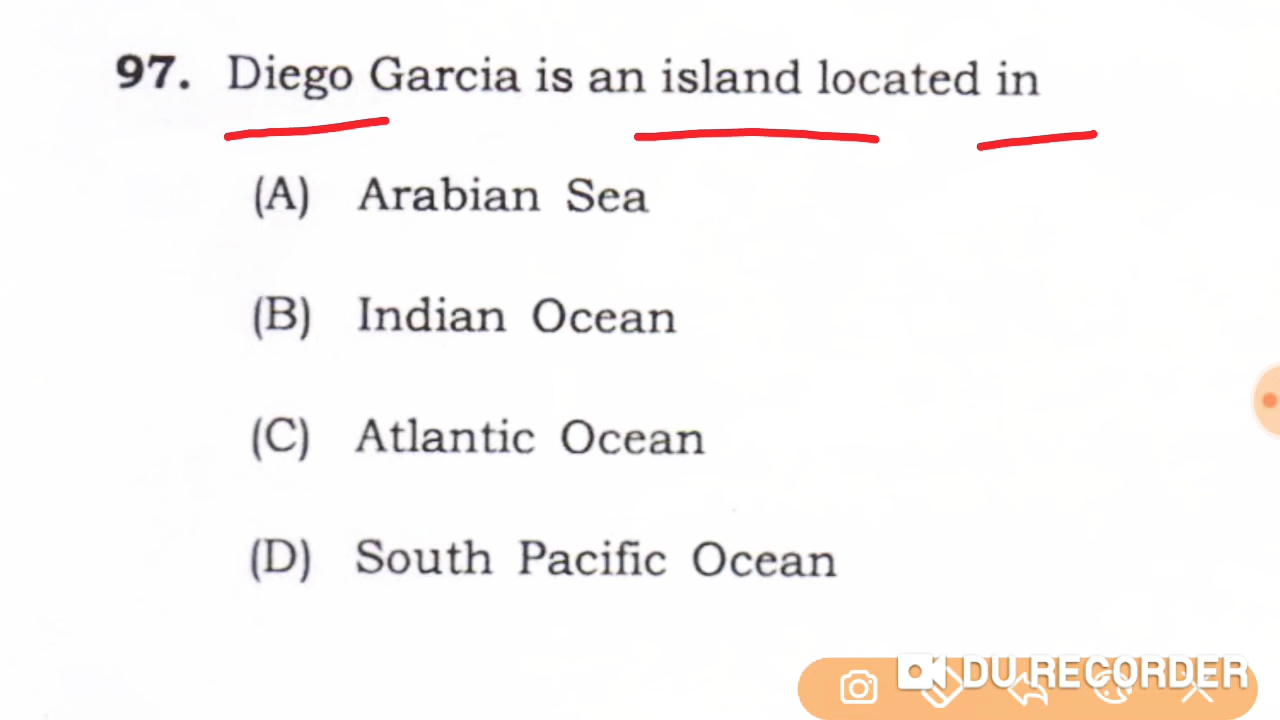 97. Diego Garcia is an island located in
(A) Arabian Sea
(B) Indian Ocean
(C) Atlantic Ocean
(D) South Pacific Ocean
DU RECORDER